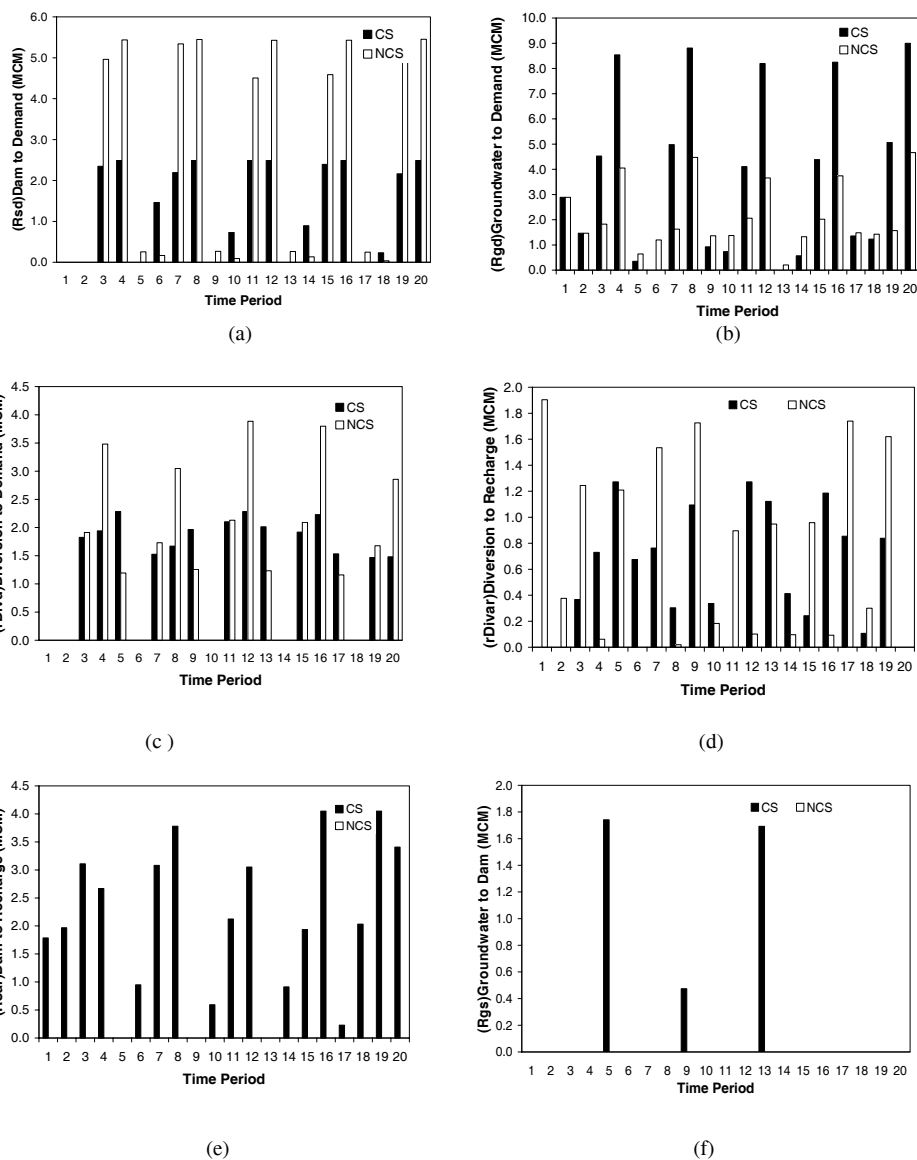 6.0
5.0
4.0
3.0
2.0
1.0
0.0
(Rsd)Dam to Demand (MCM)
CS
NCS
1 2 3 4 5 6 7 8 9 10 11 12 13 14 15 16 17 18 19 20
Time Period
(a)
10.0
9.0
8.0
7.0
6.0
5.0
4.0
3.0
2.0
1.0
0.0
(Rgd)Groundwater to Demand (MCM)
CS
NCS
1 2 3 4 5 6 7 8 9 10 11 12 13 14 15 16 17 18 19 20
Time Period
(b)
4.5
4.0
3.5
3.0
2.5
2.0
1.5
1.0
0.5
0.0
to Demand (MCM)
CS
NCS
1 2 3 4 5 6 7 8 9 10 11 12 13 14 15 16 17 18 19 20
Time Period
(c )
2.0
1.8
1.6
1.4
1.2
1.0
0.8
0.6
0.4
0.2
0.0
(rDivar)Diversion to Recharge (MCM)
CS
NCS
1 2 3 4 5 6 7 8 9 10 11 12 13 14 15 16 17 18 19 20
Time Period
(d)
4.5
4.0
3.5
3.0
2.5
2.0
1.5
1.0
0.5
0.0
to Recharge (MCM)
CS
NCS
1 2 3 4 5 6 7 8 9 10 11 12 13 14 15 16 17 18 19 20
Time Period
(e)
2.0
1.8
1.6
1.4
1.2
1.0
0.8
0.6
0.4
0.2
0.0
(Rgs)Groundwater to Dam (MCM)
CS
NCS
1 2 3 4 5 6 7 8 9 10 11 12 13 14 15 16 17 18 19 20
Time Period
(f)